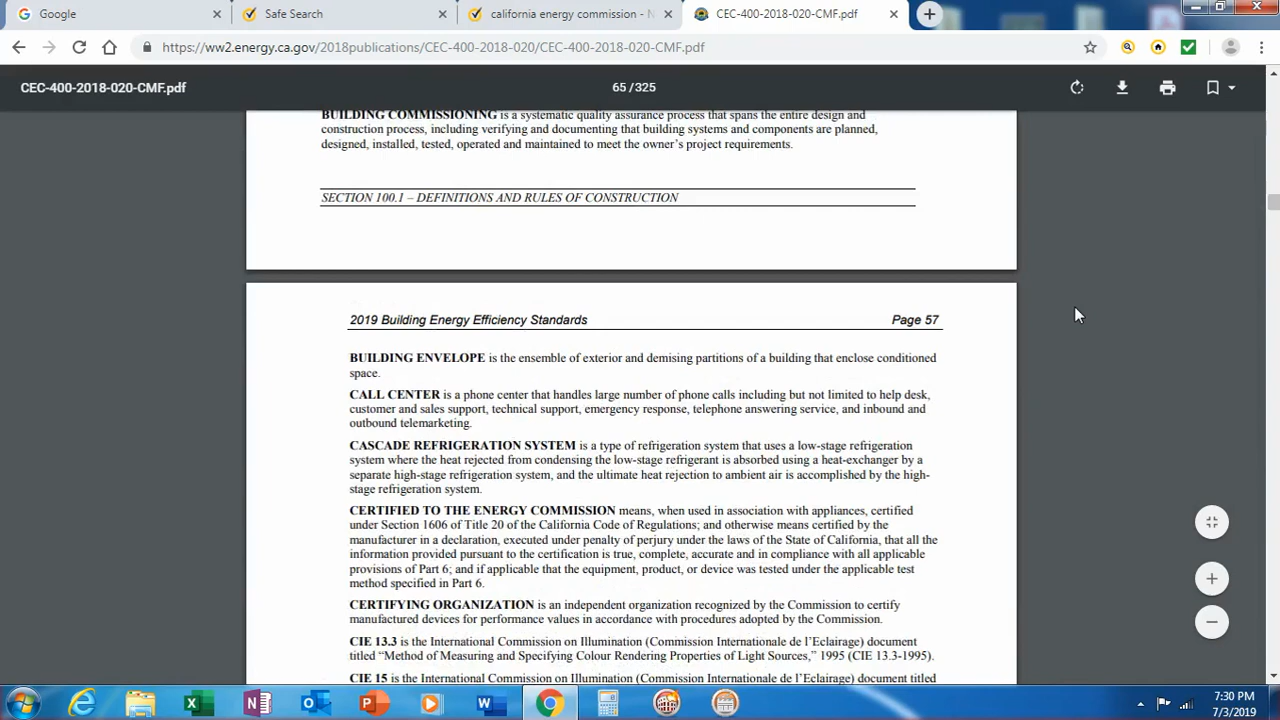 Google
Safe Search
california energy commission - N
CEC-400-2018-020-CMF.pdf
https://ww2.energy.ca.gov/2018publications/CEC-400-2018-020/CEC-400-2018-020-CMF.pdf
CEC-400-2018-020-CMF.pdf
65 / 325
BUILDING COMMISSIONING is a systematic quality assurance process that spans the entire design and
construction process, including verifying and documenting that building systems and components are planned,
designed, installed, tested, operated and maintained to meet the owner's project requirements.
SECTION 100.1 – DEFINITIONS AND RULES OF CONSTRUCTION
2019 Building Energy Efficiency Standards Page 57
BUILDING ENVELOPE is the ensemble of exterior and demising partitions of a building that enclose conditioned
space.
CALL CENTER is a phone center that handles large number of phone calls including but not limited to help desk,
customer and sales support, technical support, emergency response, telephone answering service, and inbound and
outbound telemarketing.
CASCADE REFRIGERATION SYSTEM is a type of refrigeration system that uses a low-stage refrigeration
system where the heat rejected from condensing the low-stage refrigerant is absorbed using a heat-exchanger by a
separate high-stage refrigeration system, and the ultimate heat rejection to ambient air is accomplished by the high-
stage refrigeration system.
CERTIFIED TO THE ENERGY COMMISSION means, when used in association with appliances, certified
under Section 1606 of Title 20 of the California Code of Regulations; and otherwise means certified by the
manufacturer in a declaration, executed under penalty of perjury under the laws of the State of California, that all the
information provided pursuant to the certification is true, complete, accurate and in compliance with all applicable
provisions of Part 6; and if applicable that the equipment, product, or device was tested under the applicable test
method specified in Part 6.
CERTIFYING ORGANIZATION is an independent organization recognized by the Commission to certify
manufactured devices for performance values in accordance with procedures adopted by the Commission.
CIE 13.3 is the International Commission on Illumination (Commission Internationale de l'Eclairage) document
titled “Method of Measuring and Specifying Colour Rendering Properties of Light Sources,” 1995 (CIE 13.3-1995).
CIE 15 is the International Commission on Illumination (Commission Internationale de l'Eclairage) document titled
7:30 PM
7/3/2019